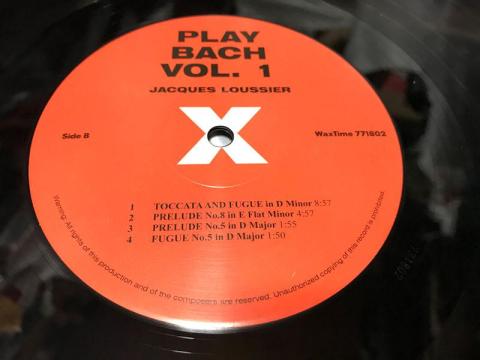 PLAY
BACH
VOL. 1
JACQUES LOUSSIER
X
Side B
WaxTime 771802
1 TOCCATA AND FUGUE in D Minor 8:57
2 PRELUDE No.8 in E Flat Minor 4:57
3 PRELUDE No.5 in D Major 1:55
4 FUGUE No.5 in D Major 1:50
Warning: All rights of this production and of the composers are reserved. Unauthorized copying of this record is prohibited.